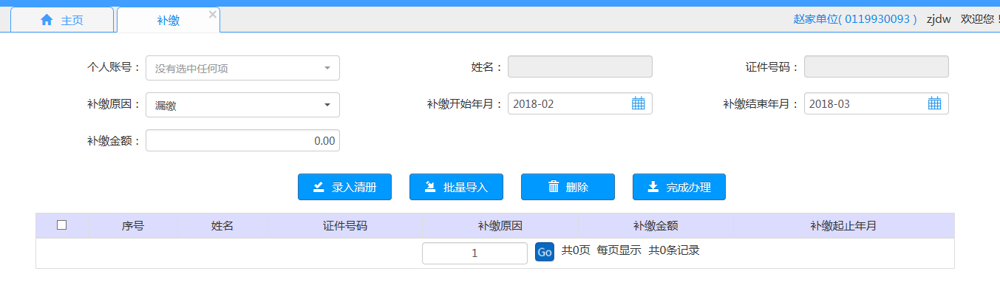 主页 补缴 赵家单位( 0119930093 ) zjdw 欢迎您！
个人账号： 没有选中任何项 姓名： 证件号码：
补缴原因： 漏缴 补缴开始年月： 2018-02 补缴结束年月： 2018-03
补缴金额： 0.00
录入清册 批量导入 删除 完成办理
序号 姓名 证件号码 补缴原因 补缴金额 补缴起止年月
1 Go 共0页 每页显示 共0条记录